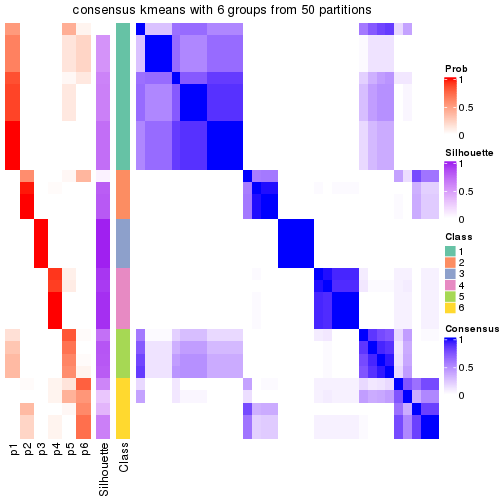 consensus kmeans with 6 groups from 50 partitions
Prob
1
0.5
0
Silhouette
1
0.5
0
Class
1
2
3
4
5
6
Consensus
1
0.5
0
p1
p2
p3
p4
p5
p6
Silhouette
Class